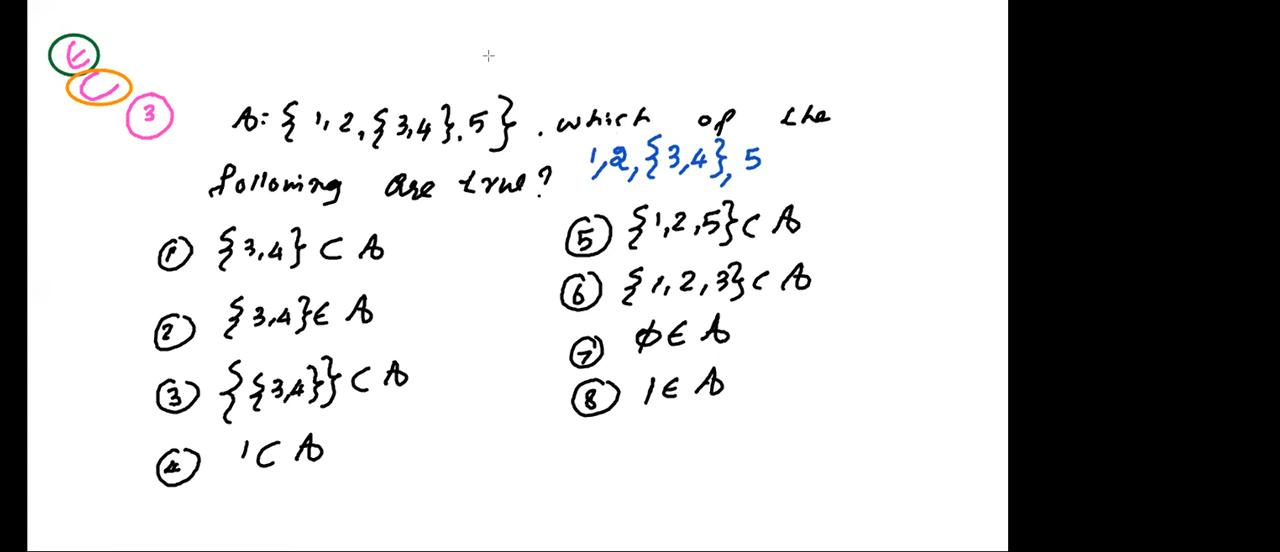 E
C
3
A: { 1, 2, {3,4}, 5 } . which of the
following are true? 1, 2, {3,4}, 5
① {3,4} ⊂ A
② {3,4} ∈ A
③ {{3,4}} ⊂ A
④ 1 ⊂ A
⑤ {1,2,5} ⊂ A
⑥ {1,2,3} ⊂ A
⑦ ϕ ∈ A
⑧ 1 ∈ A